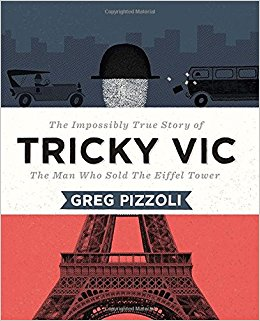 The Impossibly True Story of
TRICKY VIC
The Man Who Sold The Eiffel Tower
GREG PIZZOLI